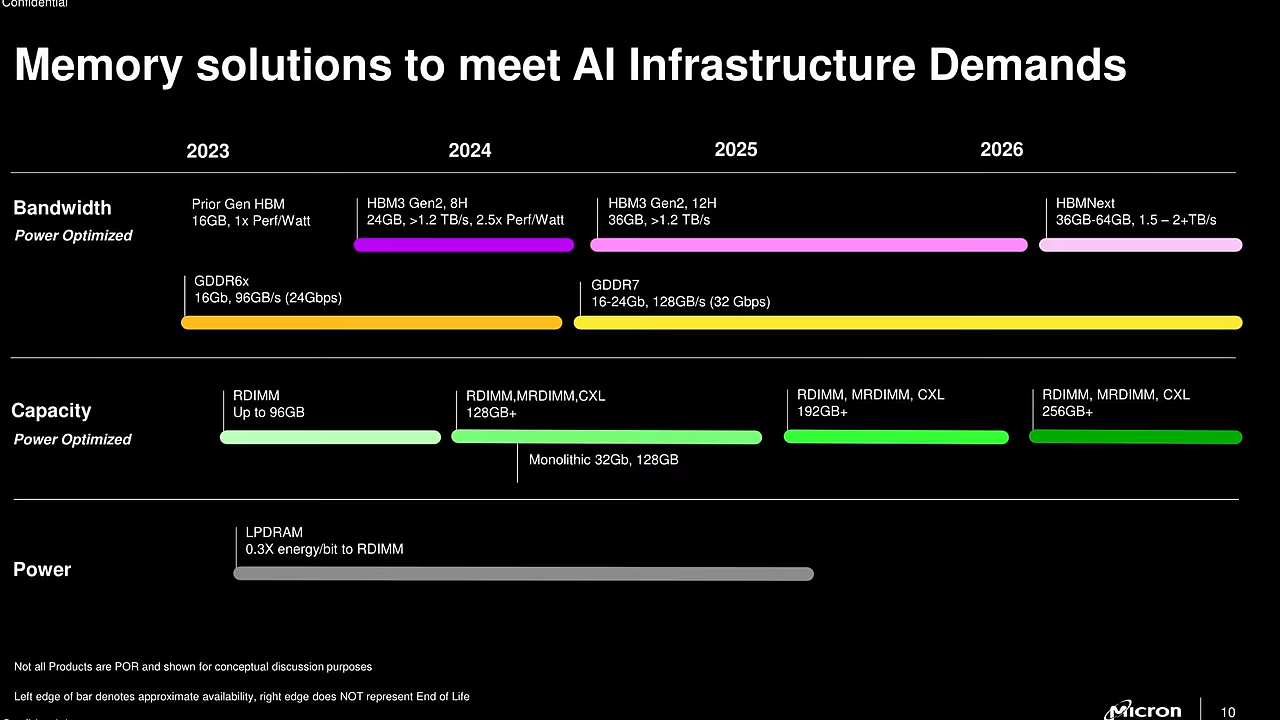 Confidential
Memory solutions to meet AI Infrastructure Demands
2023 2024 2025 2026
Bandwidth
Power Optimized
Prior Gen HBM
16GB, 1x Perf/Watt
HBM3 Gen2, 8H
24GB, >1.2 TB/s, 2.5x Perf/Watt
HBM3 Gen2, 12H
36GB, >1.2 TB/s
HBMNext
36GB-64GB, 1.5 – 2+TB/s
GDDR6x
16Gb, 96GB/s (24Gbps)
GDDR7
16-24Gb, 128GB/s (32 Gbps)
Capacity
Power Optimized
RDIMM
Up to 96GB
RDIMM,MRDIMM,CXL
128GB+
Monolithic 32Gb, 128GB
RDIMM, MRDIMM, CXL
192GB+
RDIMM, MRDIMM, CXL
256GB+
Power
LPDRAM
0.3X energy/bit to RDIMM
Not all Products are POR and shown for conceptual discussion purposes
Left edge of bar denotes approximate availability, right edge does NOT represent End of Life
Micron
10